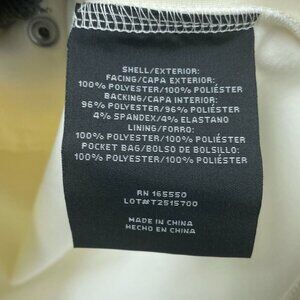 SHELL/EXTERIOR:
FACING/CAPA EXTERIOR:
100% POLYESTER/100% POLIÉSTER
BACKING/CAPA INTERIOR:
96% POLYESTER/96% POLIÉSTER
4% SPANDEX/4% ELASTANO
LINING/FORRO:
100% POLYESTER/100% POLIÉSTER
POCKET BAG/BOLSO DE BOLSILLO:
100% POLYESTER/100% POLIÉSTER
RN 165550
LOT#T2515700
MADE IN CHINA
HECHO EN CHINA